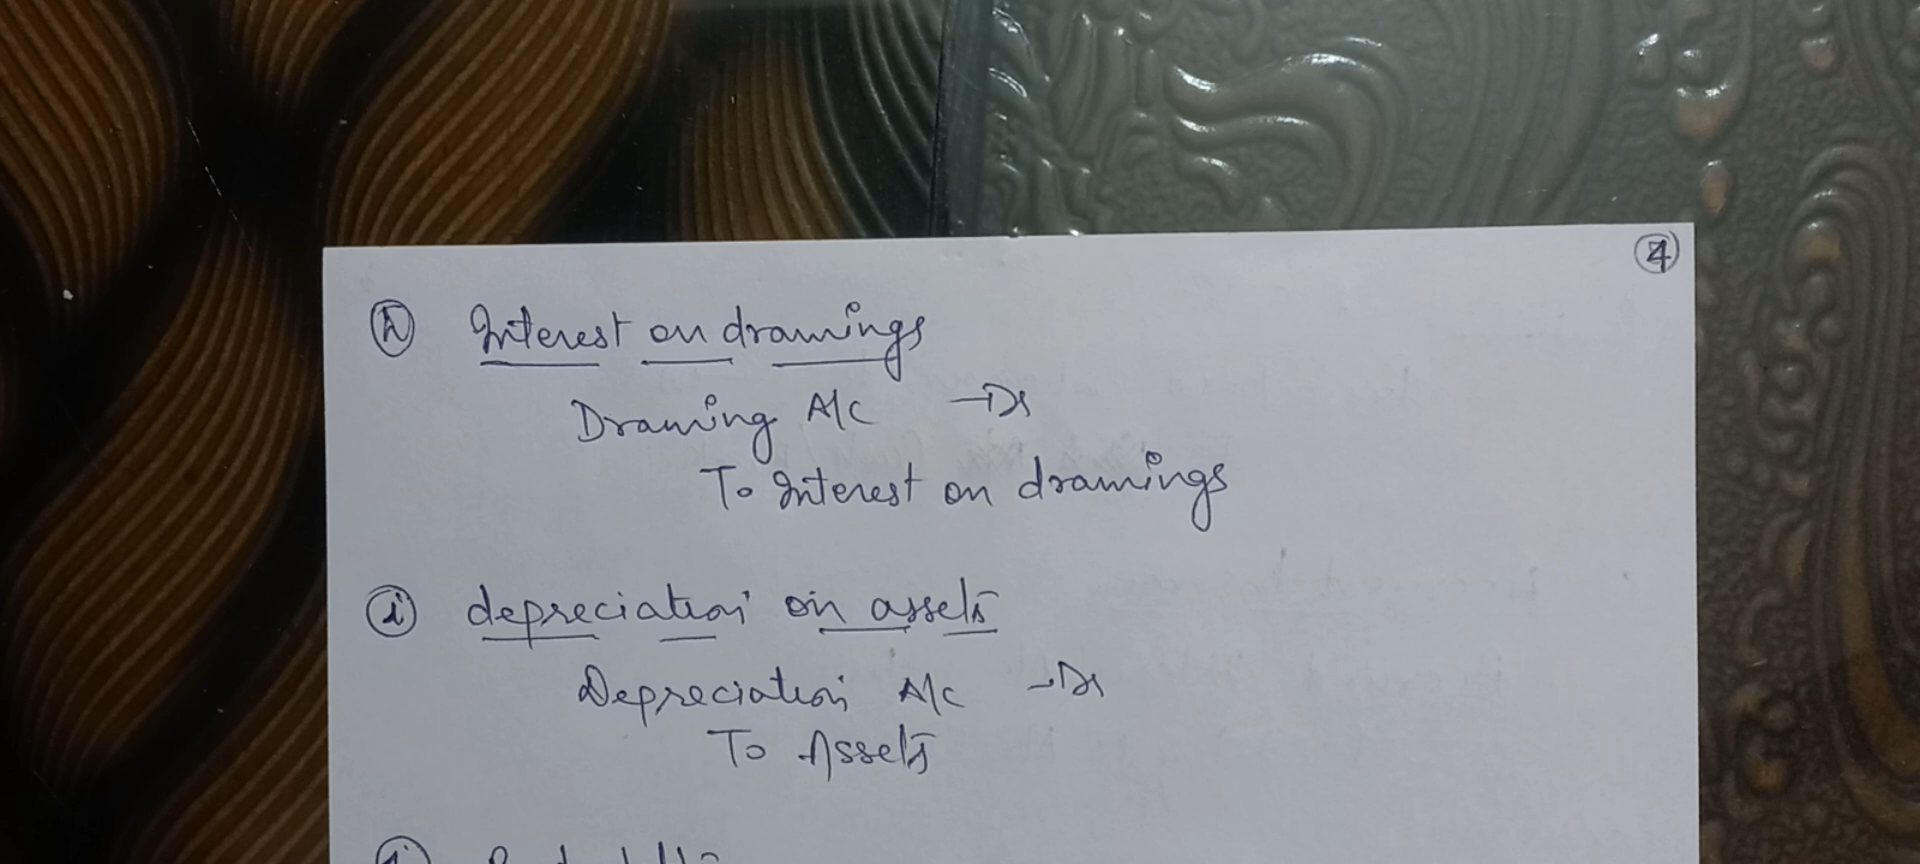 4
h Interest on drawings
Drawing A/C -Dr
To Interest on drawings
i depreciation on assets
Depreciation A/C -Dr
To Assets